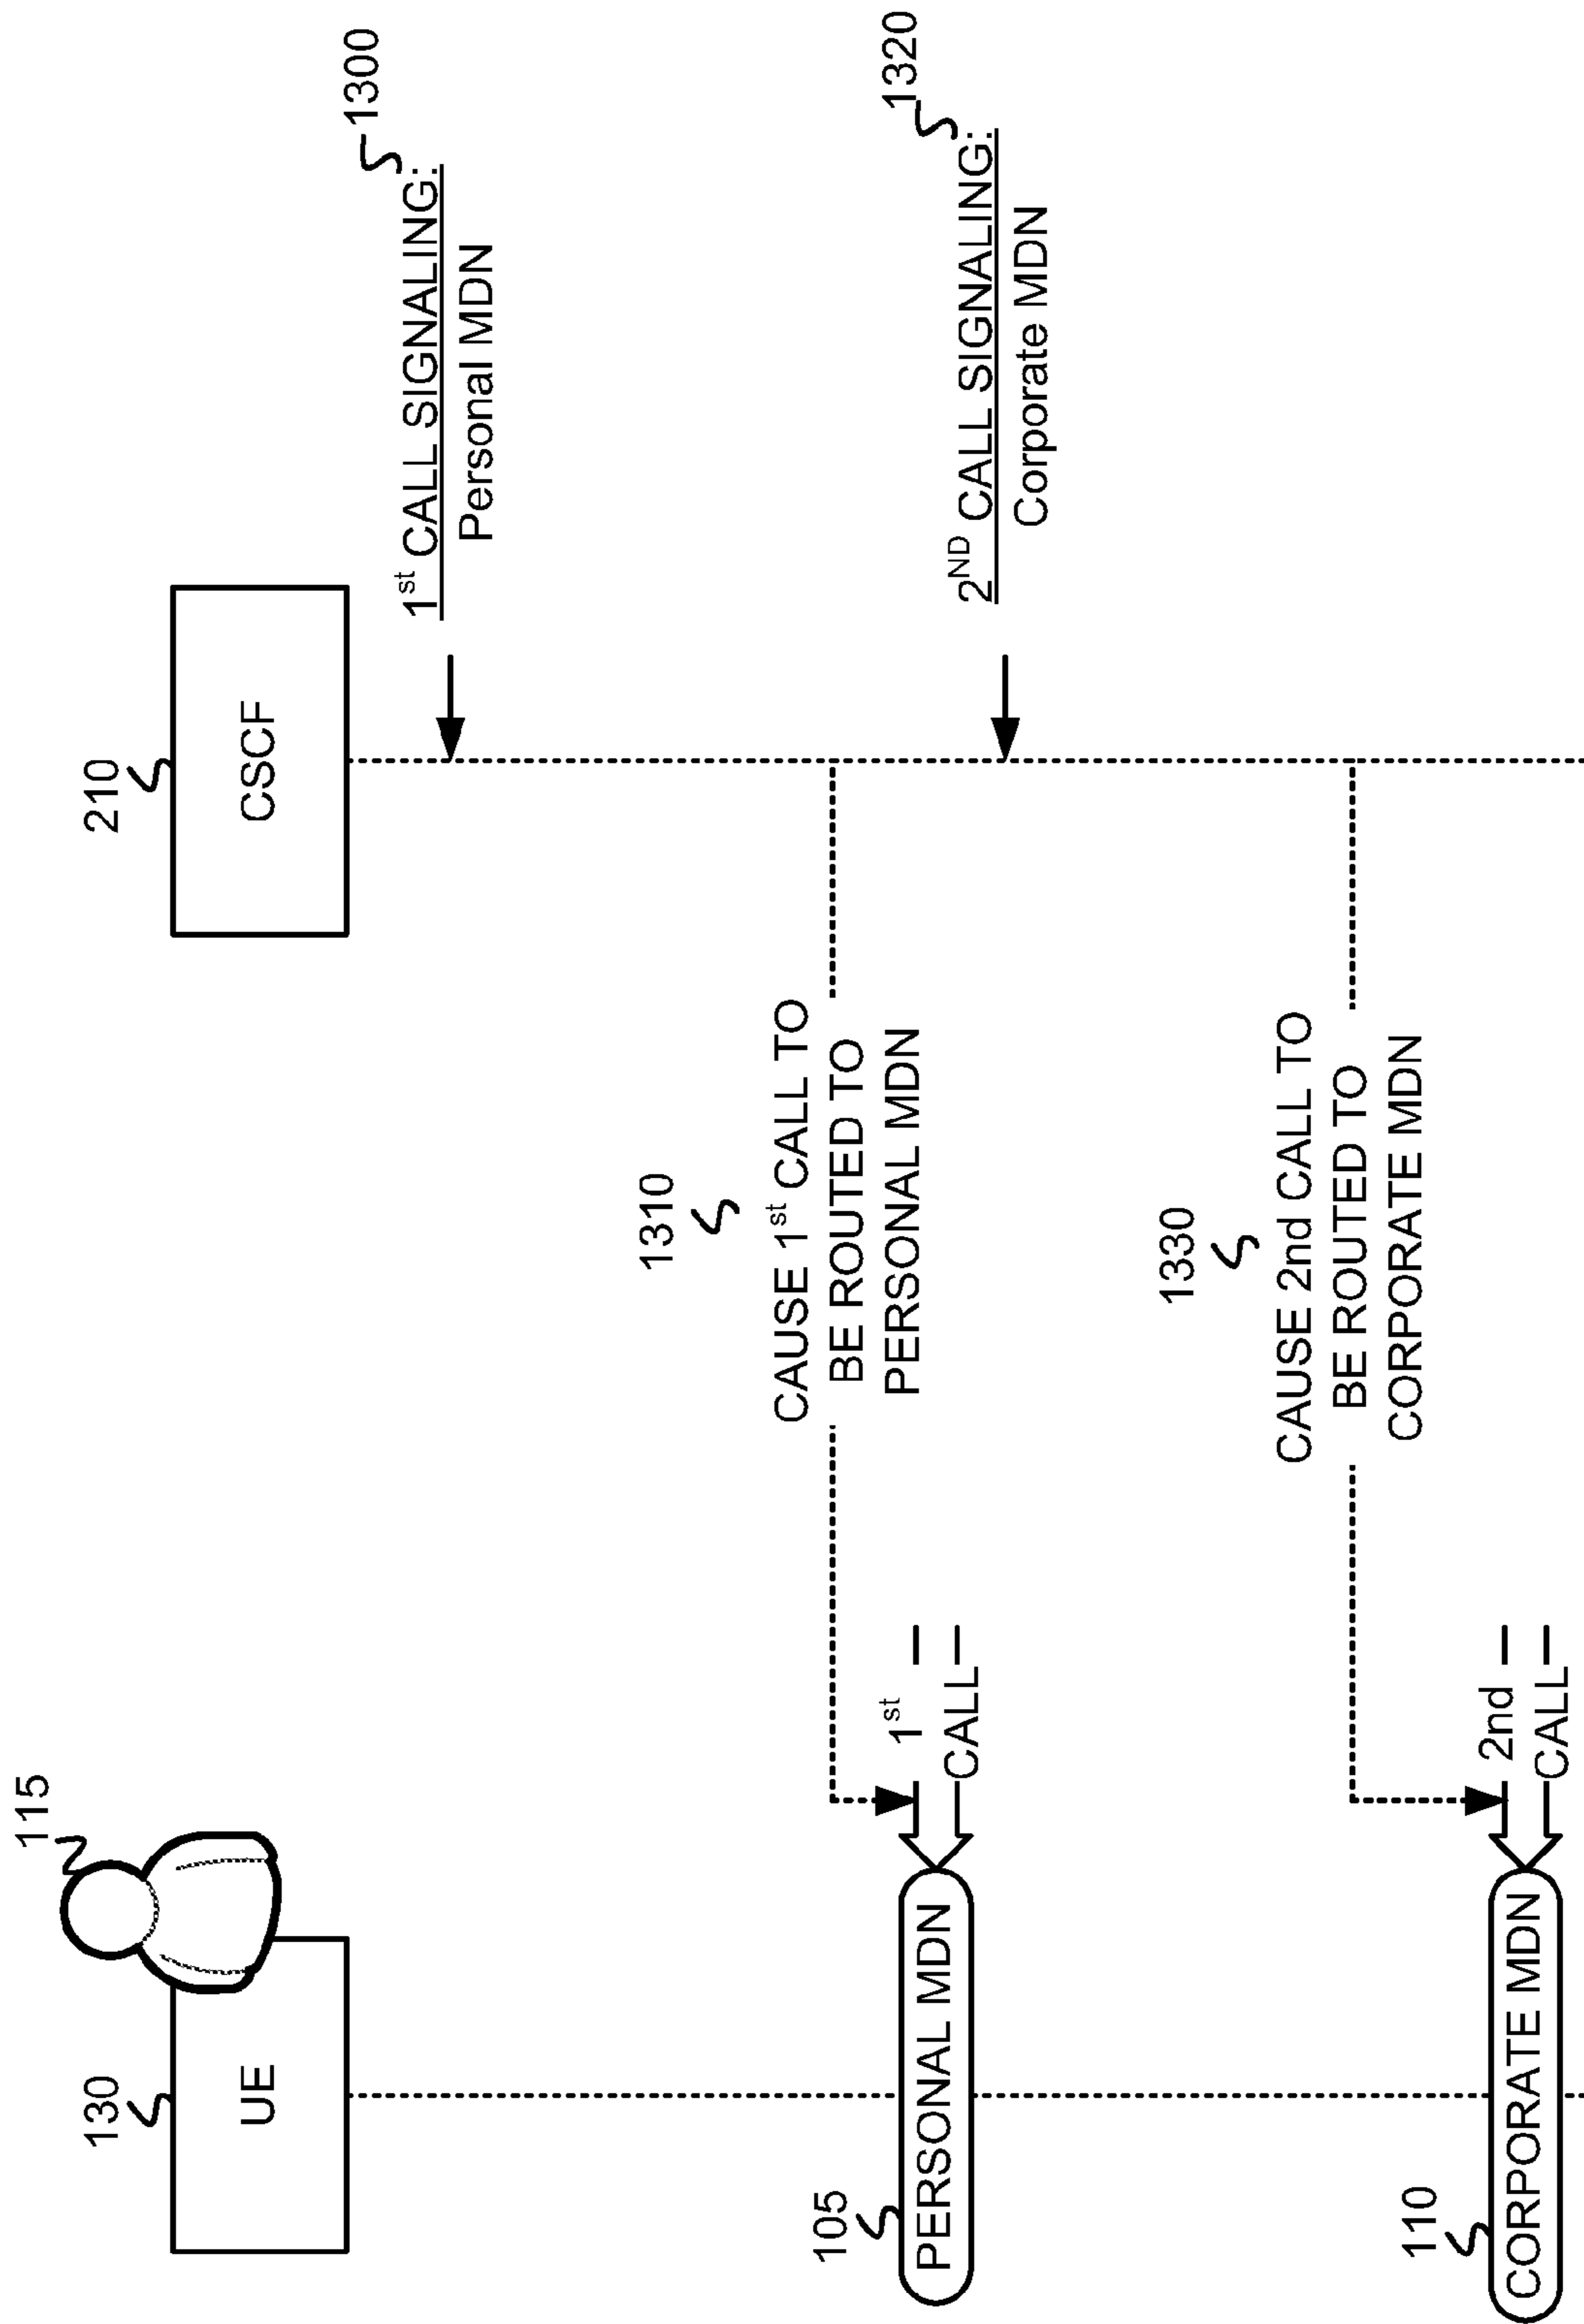 115
130
UE
210
CSCF
1300
1st CALL SIGNALING:
Personal MDN
1310
CAUSE 1st CALL TO
BE ROUTED TO
PERSONAL MDN
105
PERSONAL MDN
1st
CALL
1320
2ND CALL SIGNALING:
Corporate MDN
1330
CAUSE 2nd CALL TO
BE ROUTED TO
CORPORATE MDN
110
CORPORATE MDN
2nd
CALL